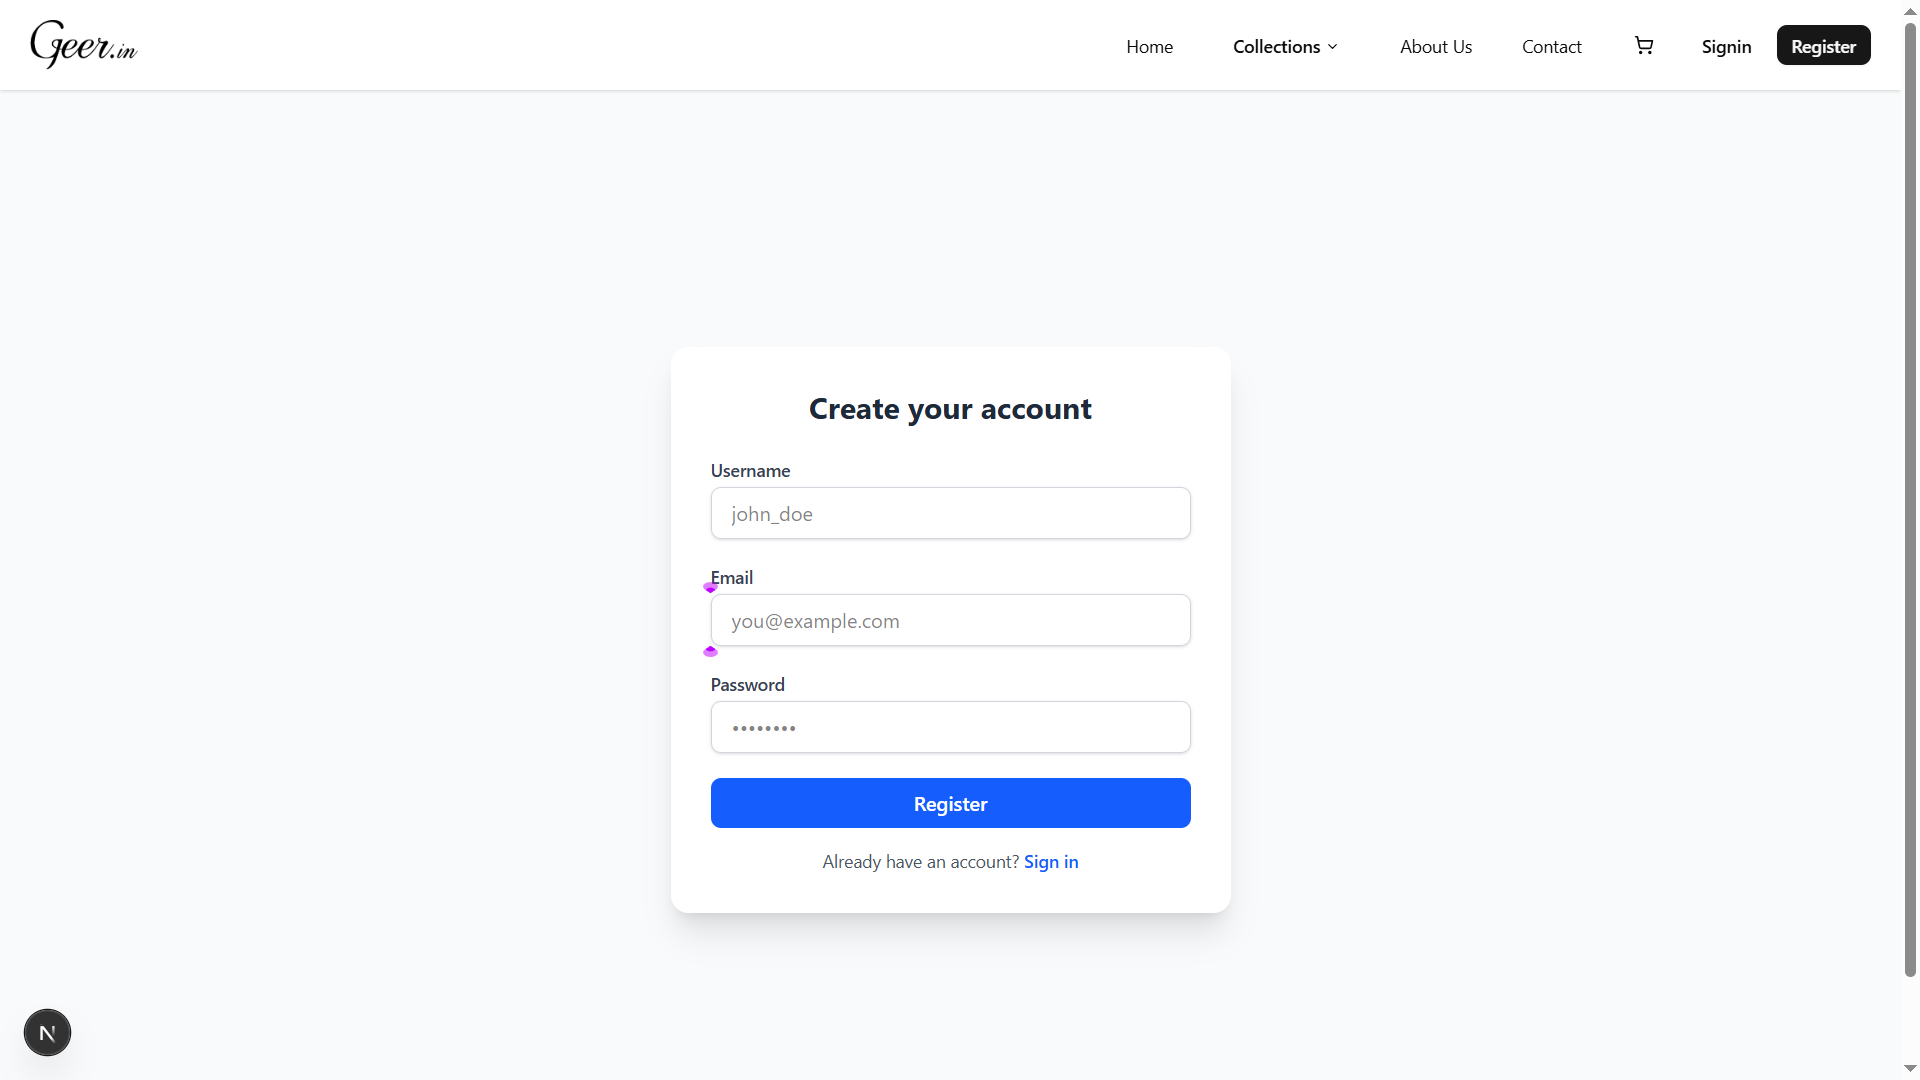 Geer.in
Home Collections About Us Contact Signin Register
Create your account
Username
john_doe
Email
you@example.com
Password
••••••••
Register
Already have an account? Sign in
N